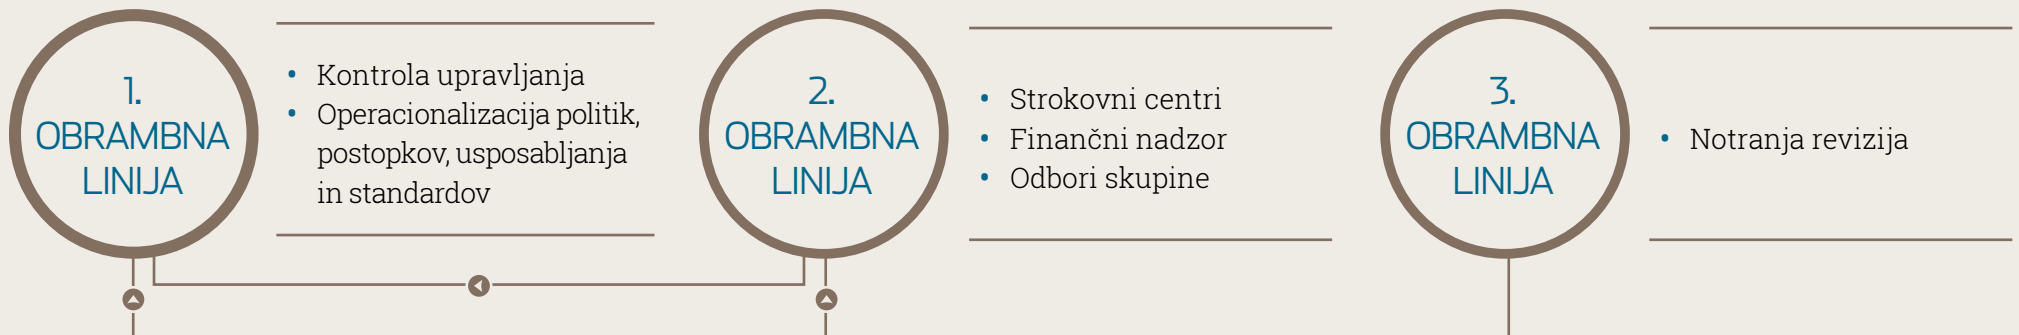 1.
OBRAMBNA
LINIJA
• Kontrola upravljanja
• Operacionalizacija politik,
postopkov, usposabljanja
in standardov
2.
OBRAMBNA
LINIJA
• Strokovni centri
• Finančni nadzor
• Odbori skupine
3.
OBRAMBNA
LINIJA
• Notranja revizija